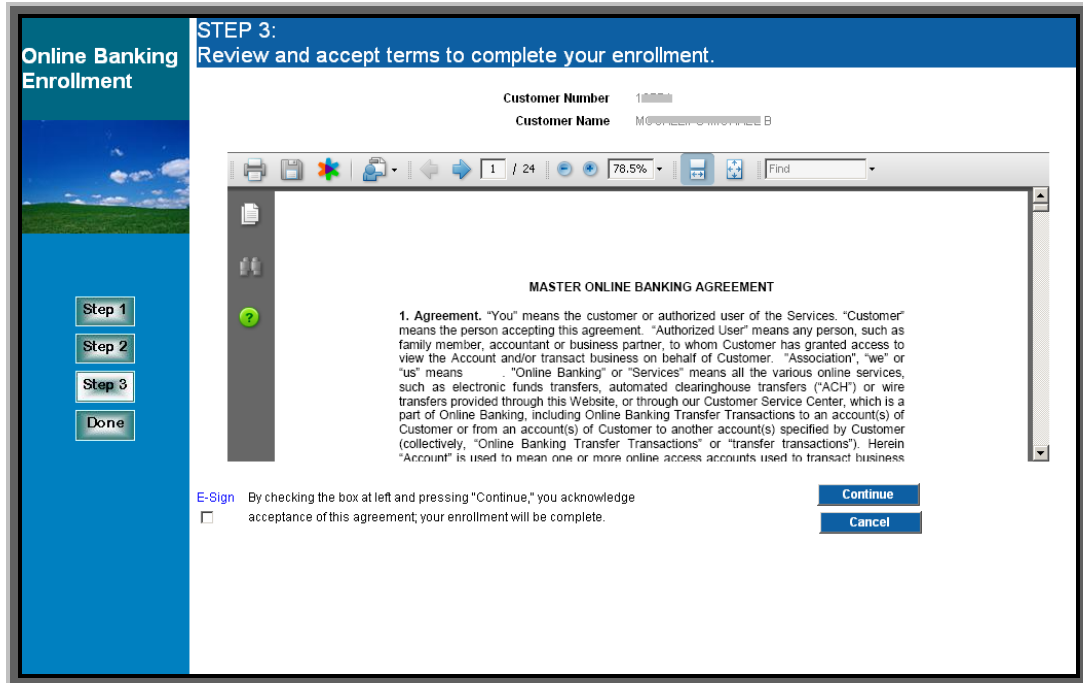 Online Banking
Enrollment
STEP 3:
Review and accept terms to complete your enrollment.
Customer Number
Customer Name B
1 / 24 78.5% Find
MASTER ONLINE BANKING AGREEMENT
1. Agreement. “You” means the customer or authorized user of the Services. “Customer”
means the person accepting this agreement. “Authorized User” means any person, such as
family member, accountant or business partner, to whom Customer has granted access to
view the Account and/or transact business on behalf of Customer. "Association", “we” or
“us” means . "Online Banking” or “Services” means all the various online services,
such as electronic funds transfers, automated clearinghouse transfers (“ACH”) or wire
transfers provided through this Website, or through our Customer Service Center, which is a
part of Online Banking, including Online Banking Transfer Transactions to an account(s) of
Customer or from an account(s) of Customer to another account(s) specified by Customer
(collectively, “Online Banking Transfer Transactions” or “transfer transactions”). Herein
“Account” is used to mean one or more online access accounts used to transact business
Step 1
Step 2
Step 3
Done
E-Sign By checking the box at left and pressing "Continue," you acknowledge
acceptance of this agreement; your enrollment will be complete.
Continue
Cancel